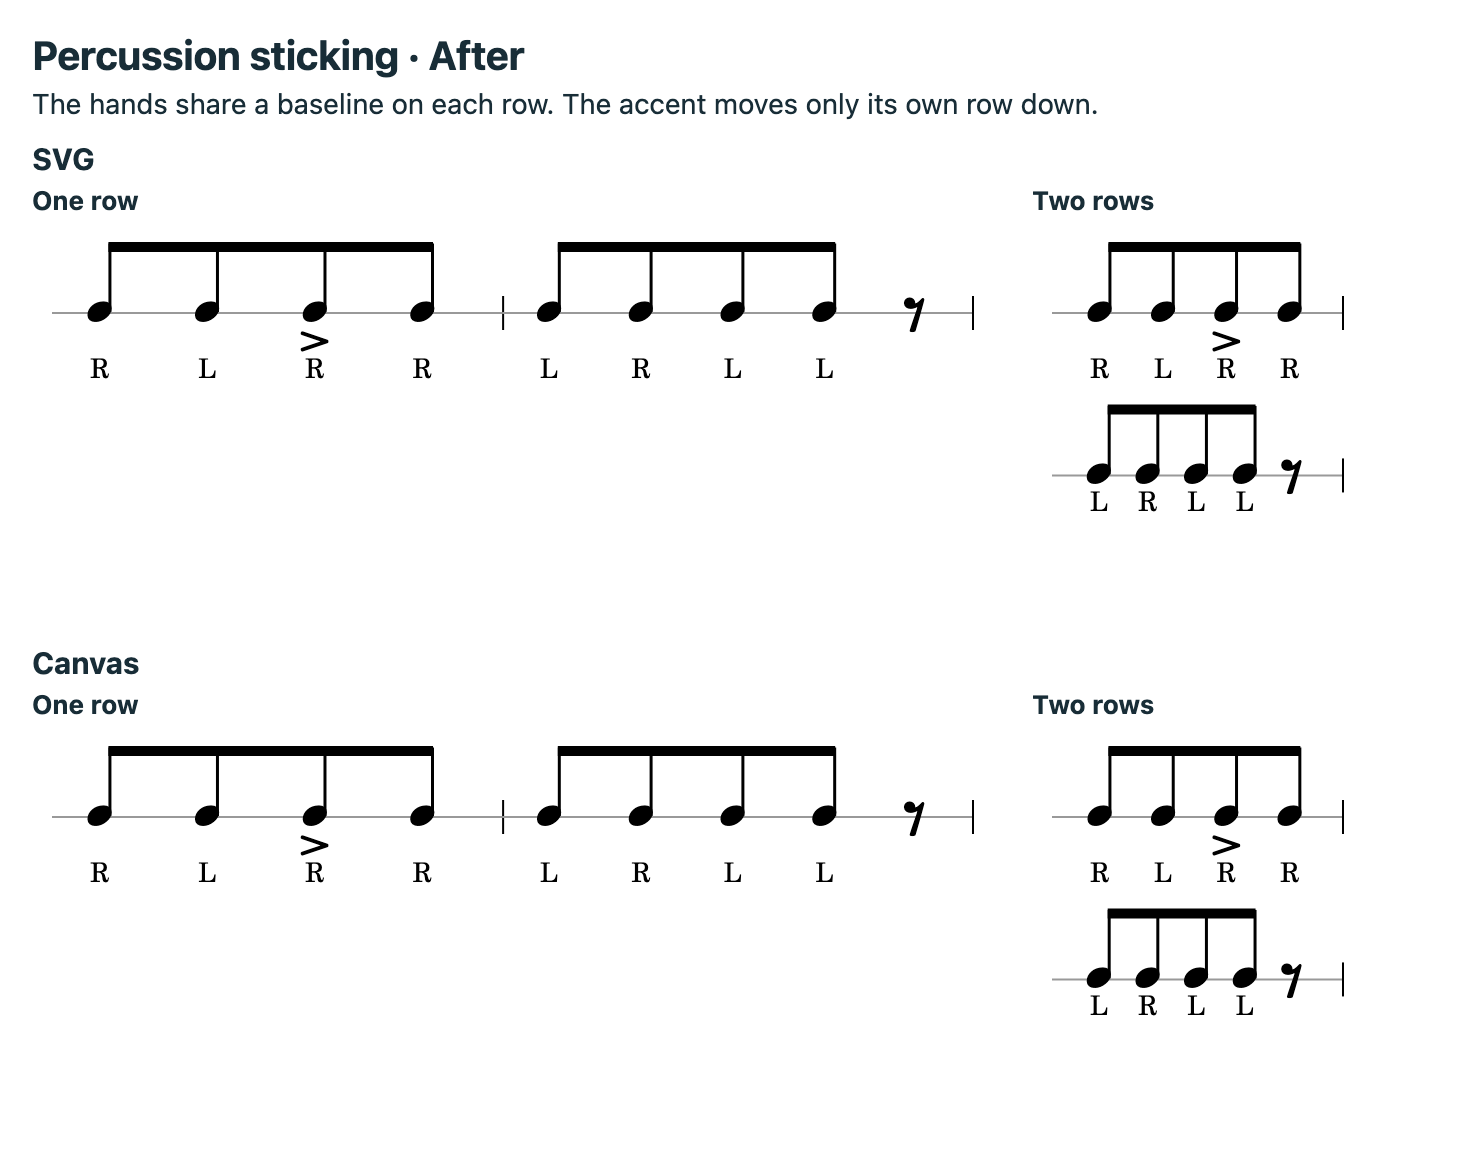 Percussion sticking · After
The hands share a baseline on each row. The accent moves only its own row down.
SVG
One row
R L R R L R L L
Two rows
R L R R
L R L L
Canvas
One row
R L R R L R L L
Two rows
R L R R
L R L L